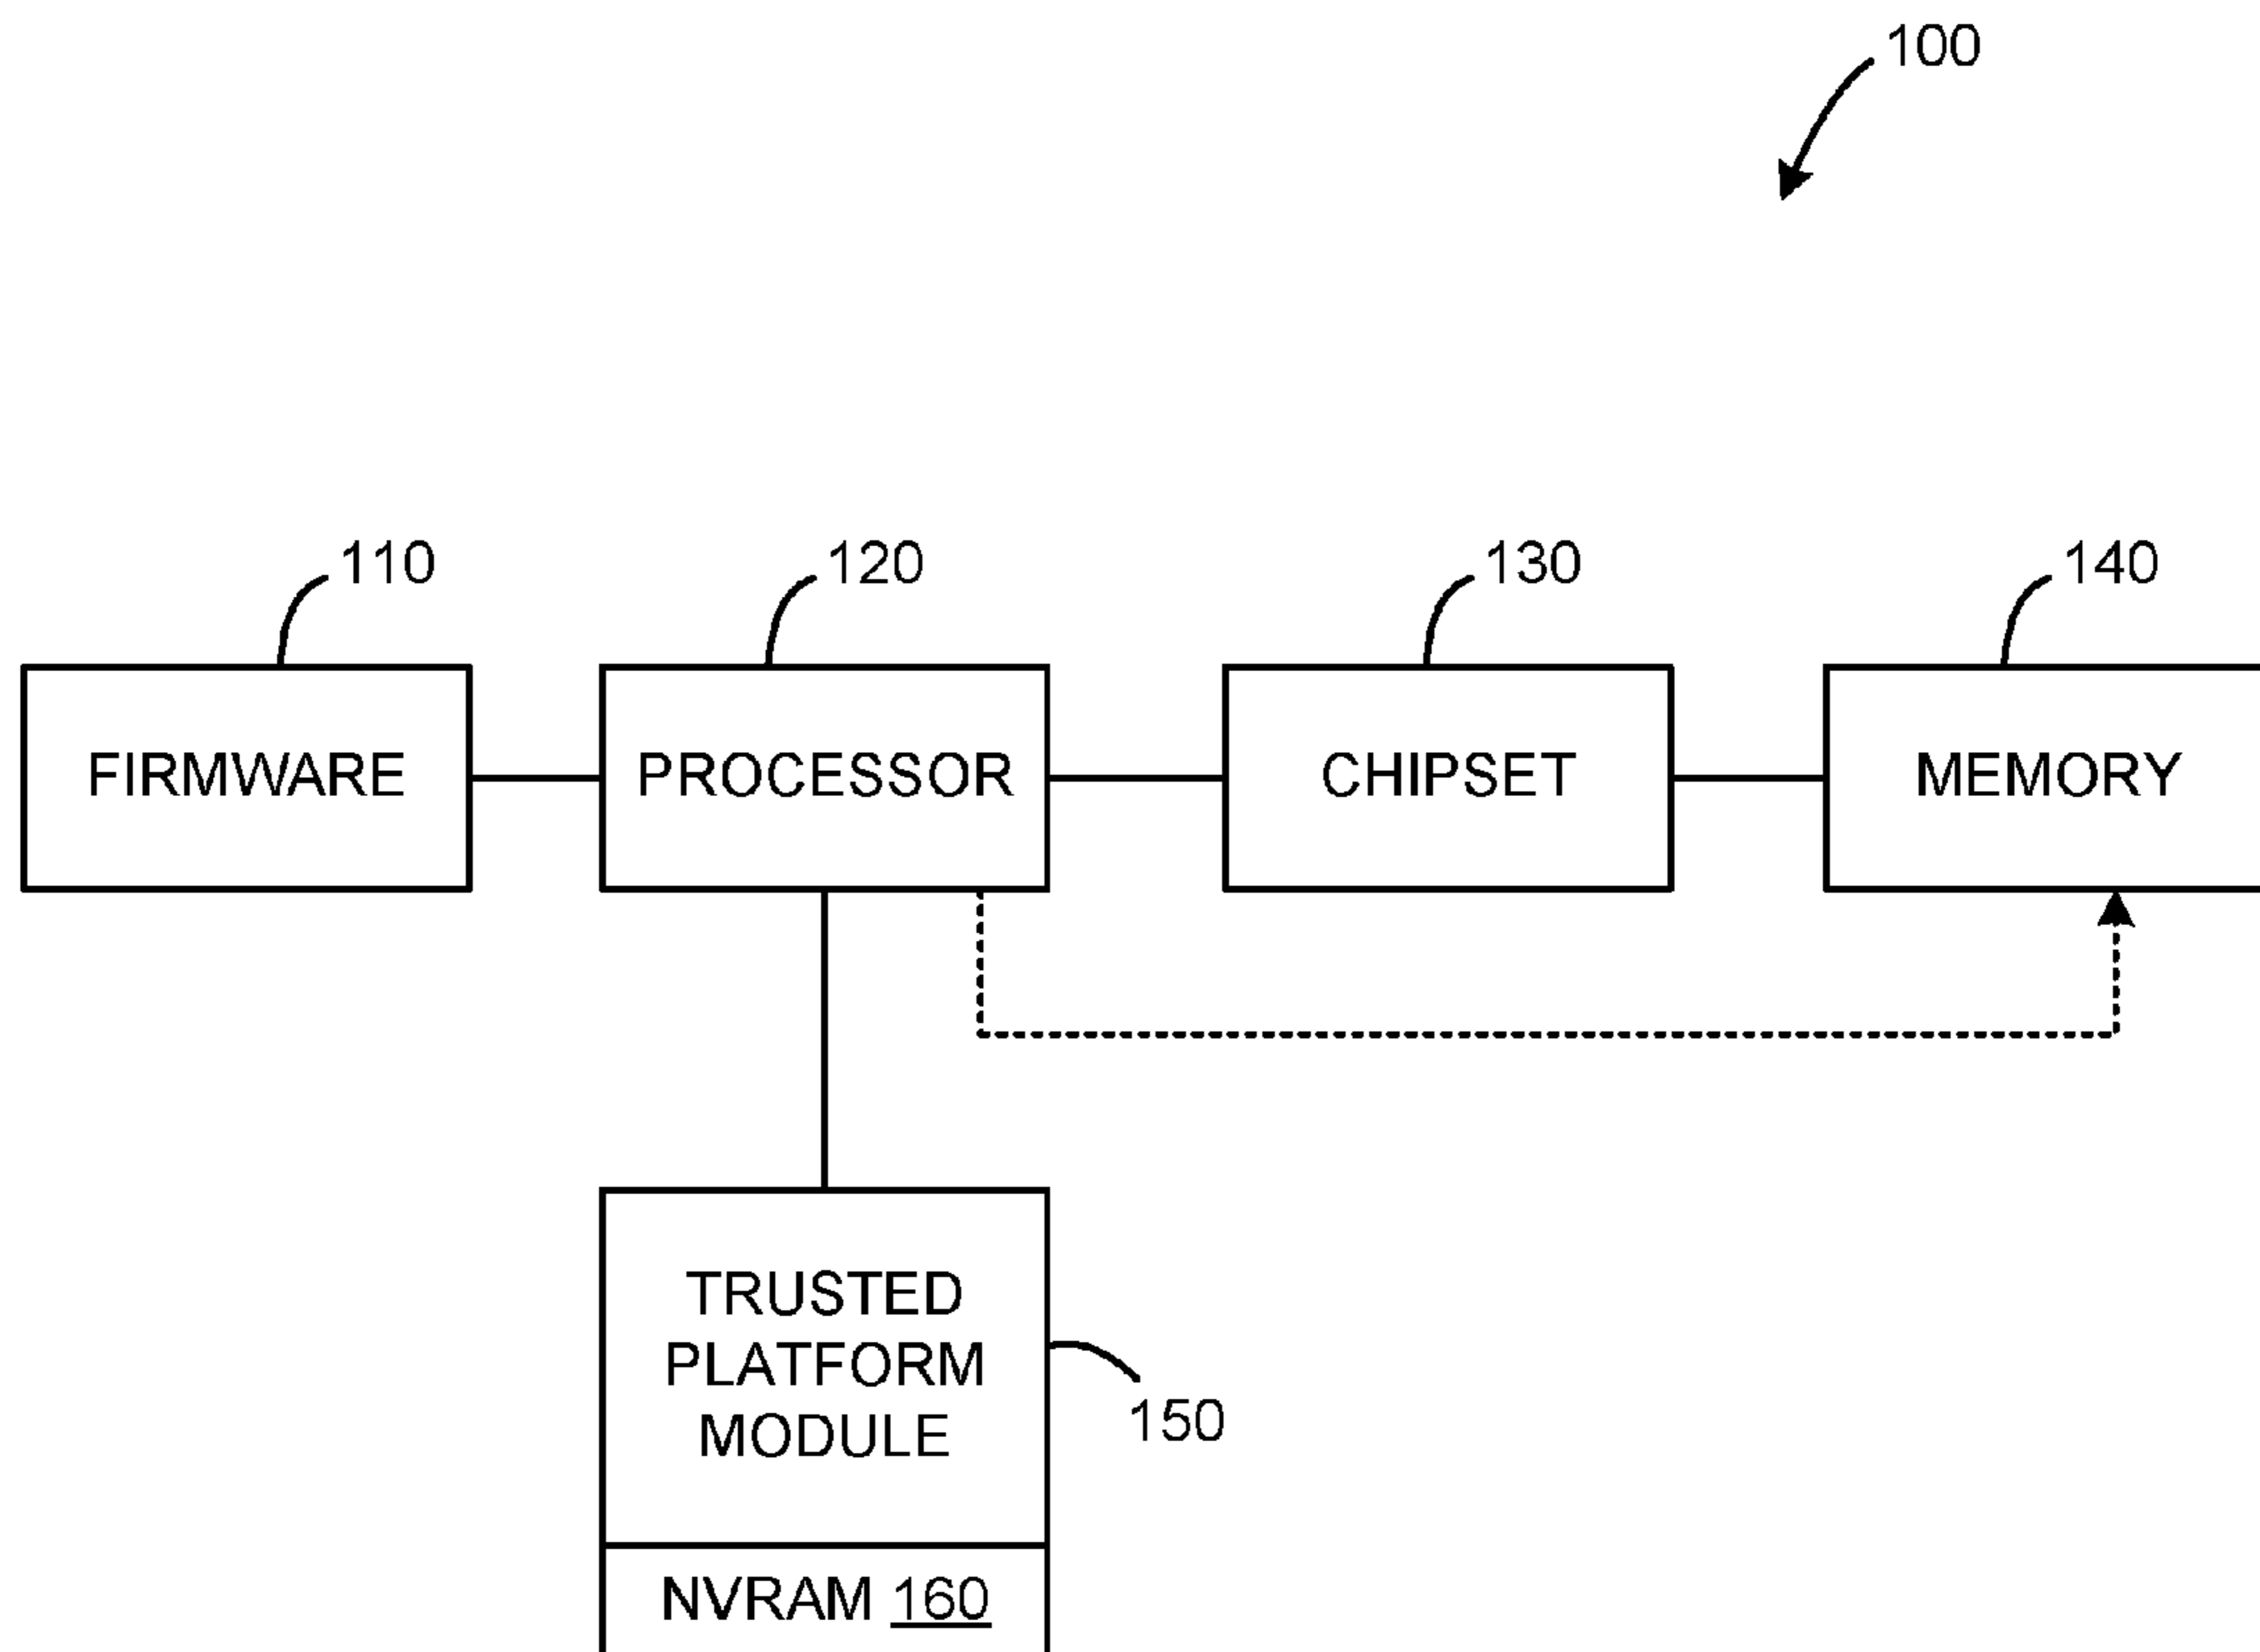 100
110
120
130
140
FIRMWARE
PROCESSOR
CHIPSET
MEMORY
TRUSTED
PLATFORM
MODULE
150
NVRAM 160